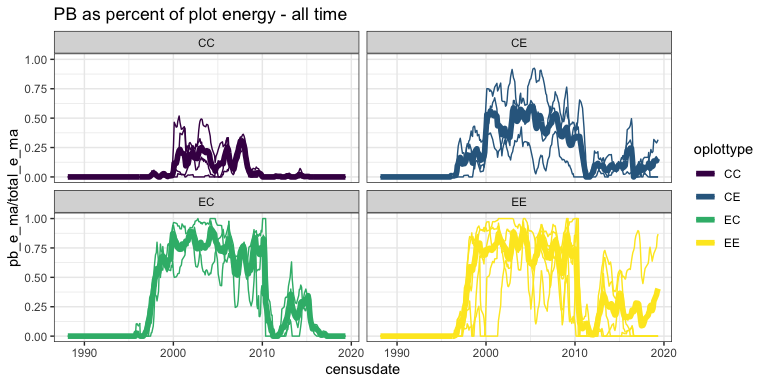 PB as percent of plot energy - all time
CC
CE
1.00
0.75
0.50
0.25
0.00
EC
EE
1.00
0.75
0.50
0.25
0.00
pb_e_ma/total_e_ma
1990
2000
2010
2020
1990
2000
2010
2020
censusdate
oplottype
CC
CE
EC
EE